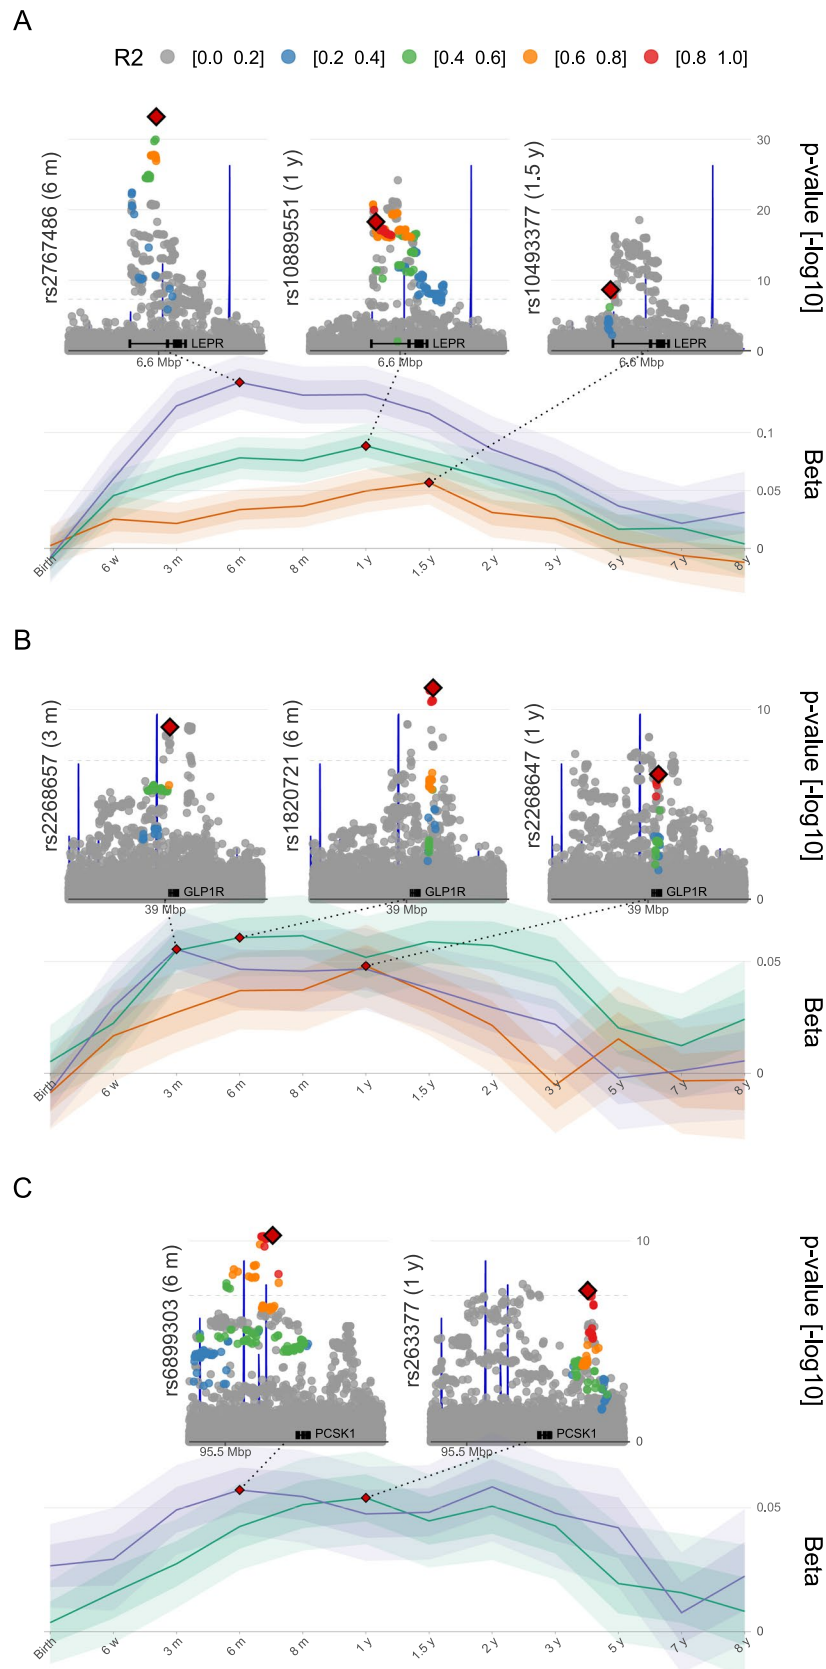 A
R2 [0.0 0.2] [0.2 0.4] [0.4 0.6] [0.6 0.8] [0.8 1.0]
rs2767486 (6 m)
rs10889551 (1 y)
rs10493377 (1.5 y)
p-value [-log10]
30
20
10
0
LEPR LEPR LEPR
6.6 Mbp 6.6 Mbp 6.6 Mbp
Beta
0.1
0.05
0
Birth 6 w 3 m 6 m 8 m 1 y 1.5 y 2 y 3 y 5 y 7 y 8 y
B
rs2268657 (3 m)
rs1820721 (6 m)
rs2268647 (1 y)
p-value [-log10]
10
0
GLP1R GLP1R GLP1R
39 Mbp 39 Mbp 39 Mbp
Beta
0.05
0
Birth 6 w 3 m 6 m 8 m 1 y 1.5 y 2 y 3 y 5 y 7 y 8 y
C
rs6899303 (6 m)
rs263377 (1 y)
p-value [-log10]
10
0
PCSK1 PCSK1
95.5 Mbp 95.5 Mbp
Beta
0.05
0
Birth 6 w 3 m 6 m 8 m 1 y 1.5 y 2 y 3 y 5 y 7 y 8 y